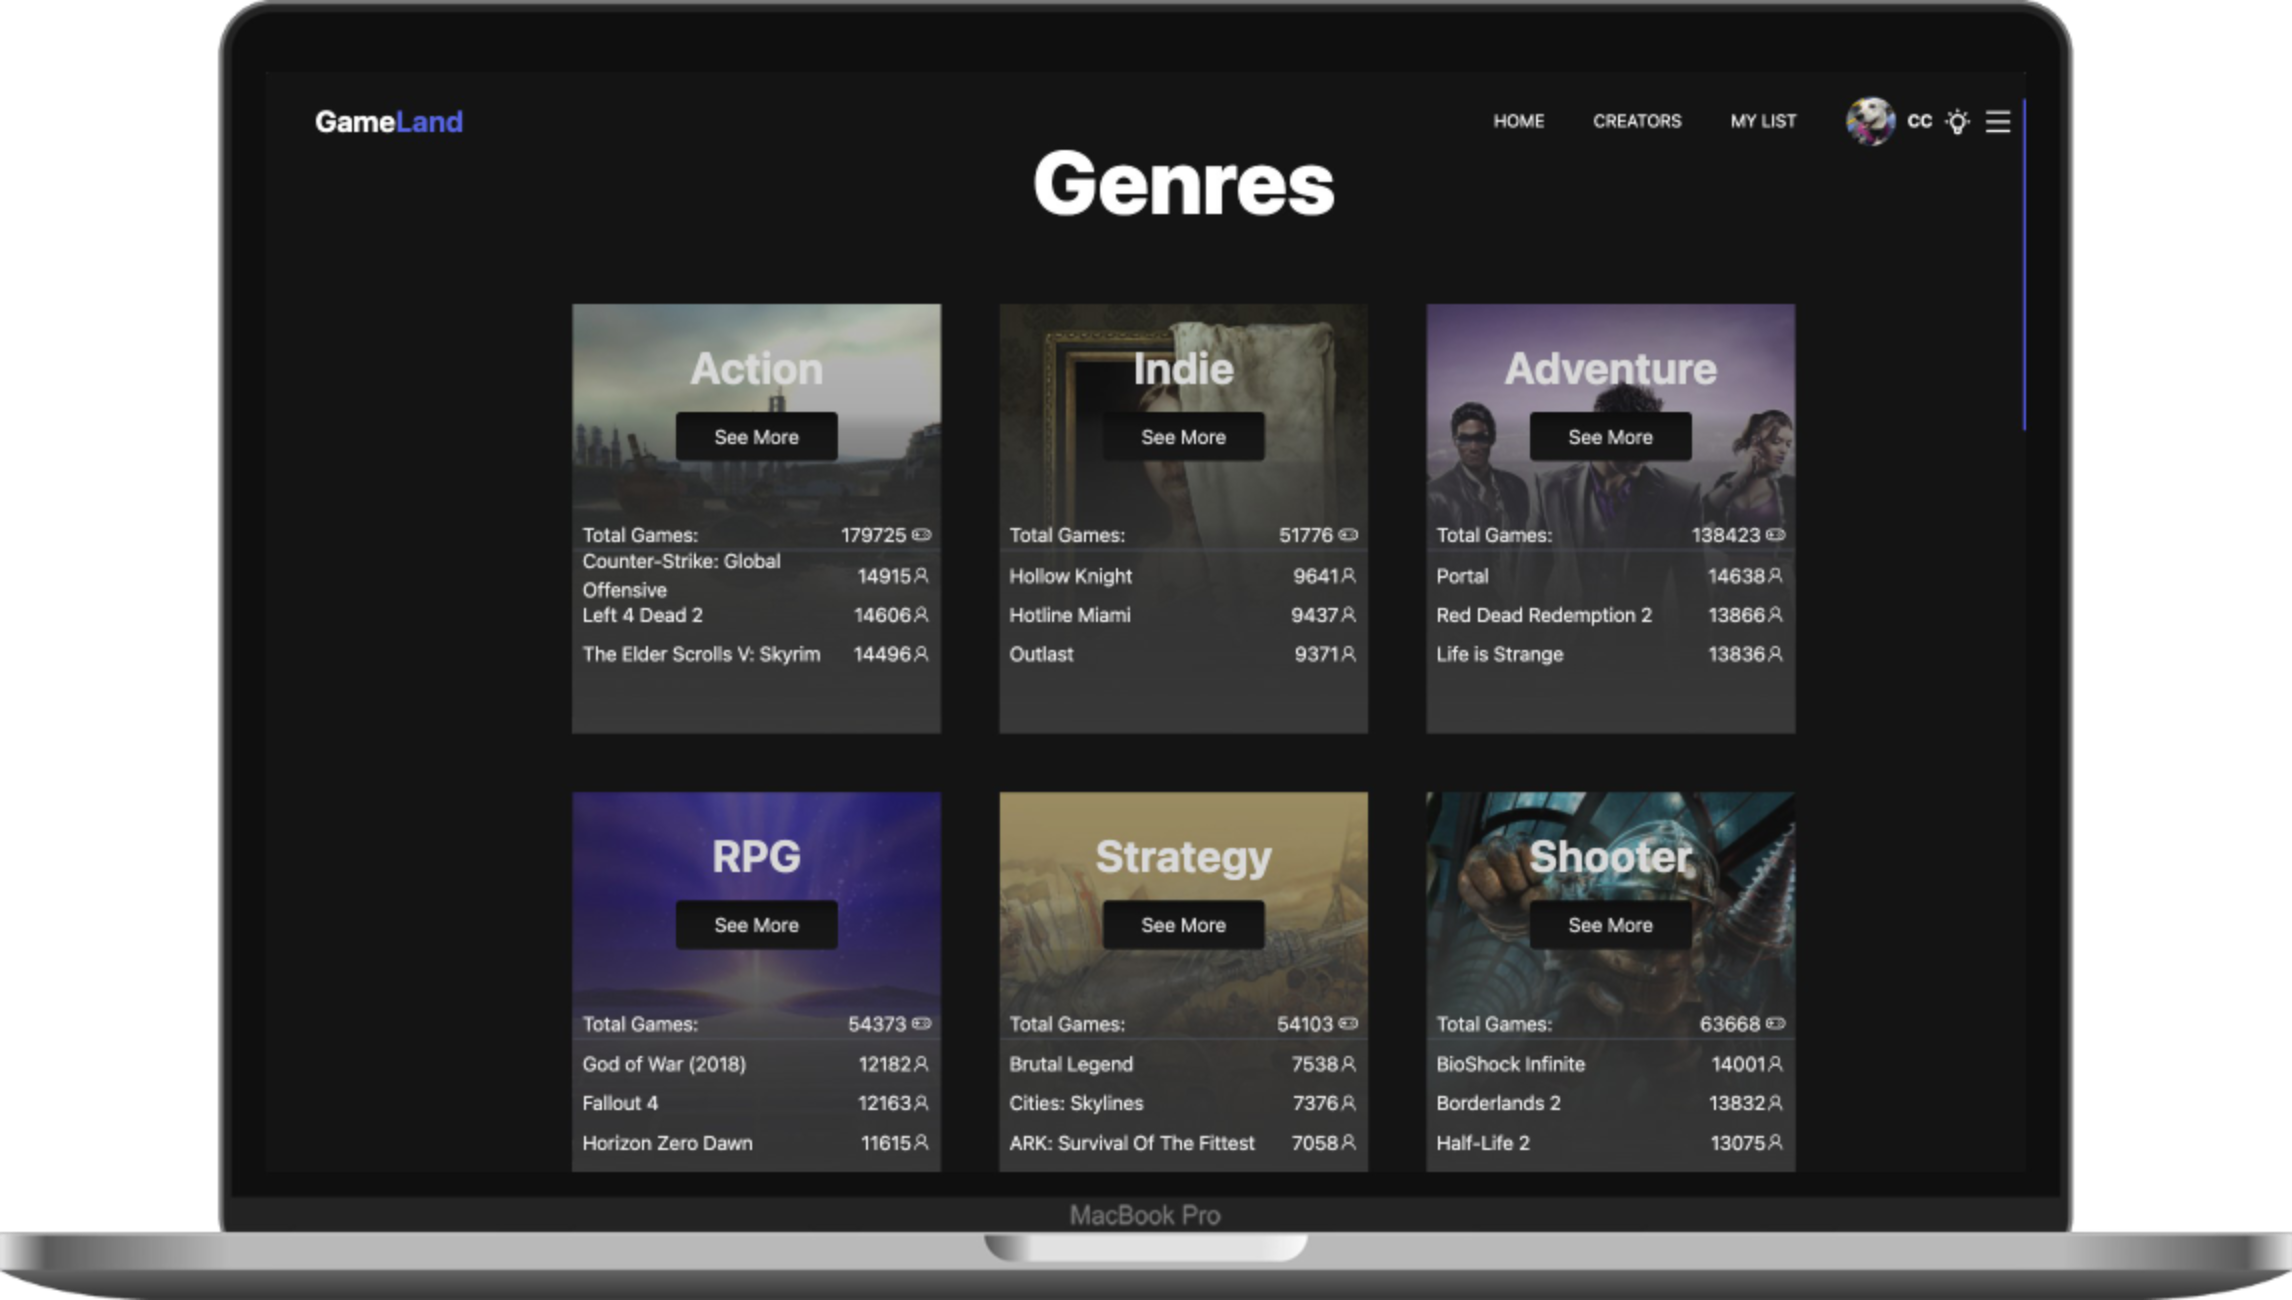 GameLand
HOME CREATORS MY LIST CC
Genres
Action
See More
Total Games: 179725
Counter-Strike: Global
Offensive 14915
Left 4 Dead 2 14606
The Elder Scrolls V: Skyrim 14496
Indie
See More
Total Games: 51776
Hollow Knight 9641
Hotline Miami 9437
Outlast 9371
Adventure
See More
Total Games: 138423
Portal 14638
Red Dead Redemption 2 13866
Life is Strange 13836
RPG
See More
Total Games: 54373
God of War (2018) 12182
Fallout 4 12163
Horizon Zero Dawn 11615
Strategy
See More
Total Games: 54103
Brutal Legend 7538
Cities: Skylines 7376
ARK: Survival Of The Fittest 7058
Shooter
See More
Total Games: 63668
BioShock Infinite 14001
Borderlands 2 13832
Half-Life 2 13075
MacBook Pro